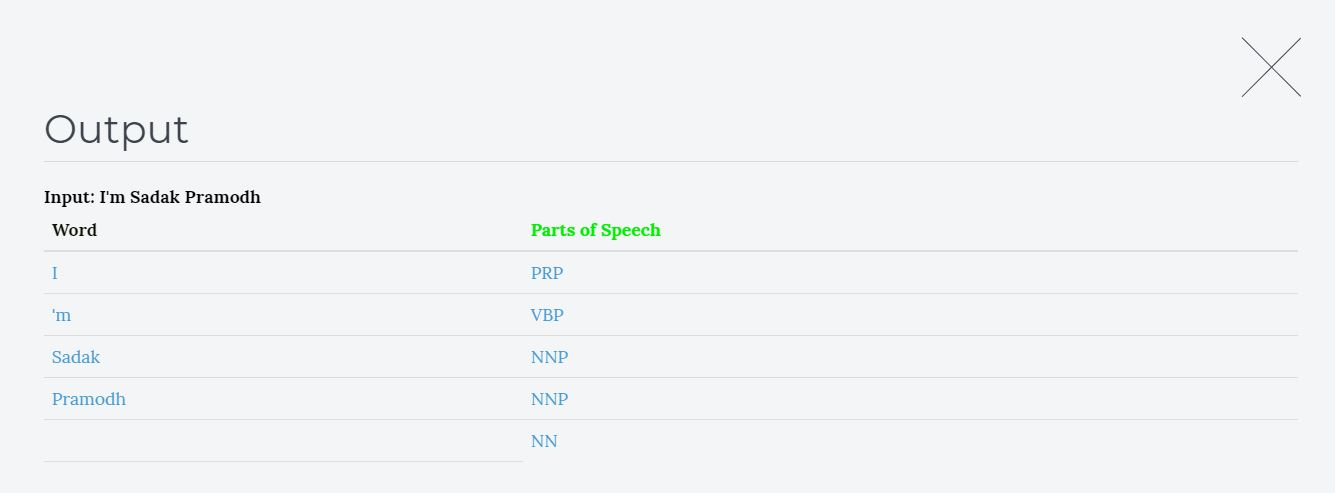 Output
Input: I'm Sadak Pramodh
Word Parts of Speech
I PRP
'm VBP
Sadak NNP
Pramodh NNP
NN